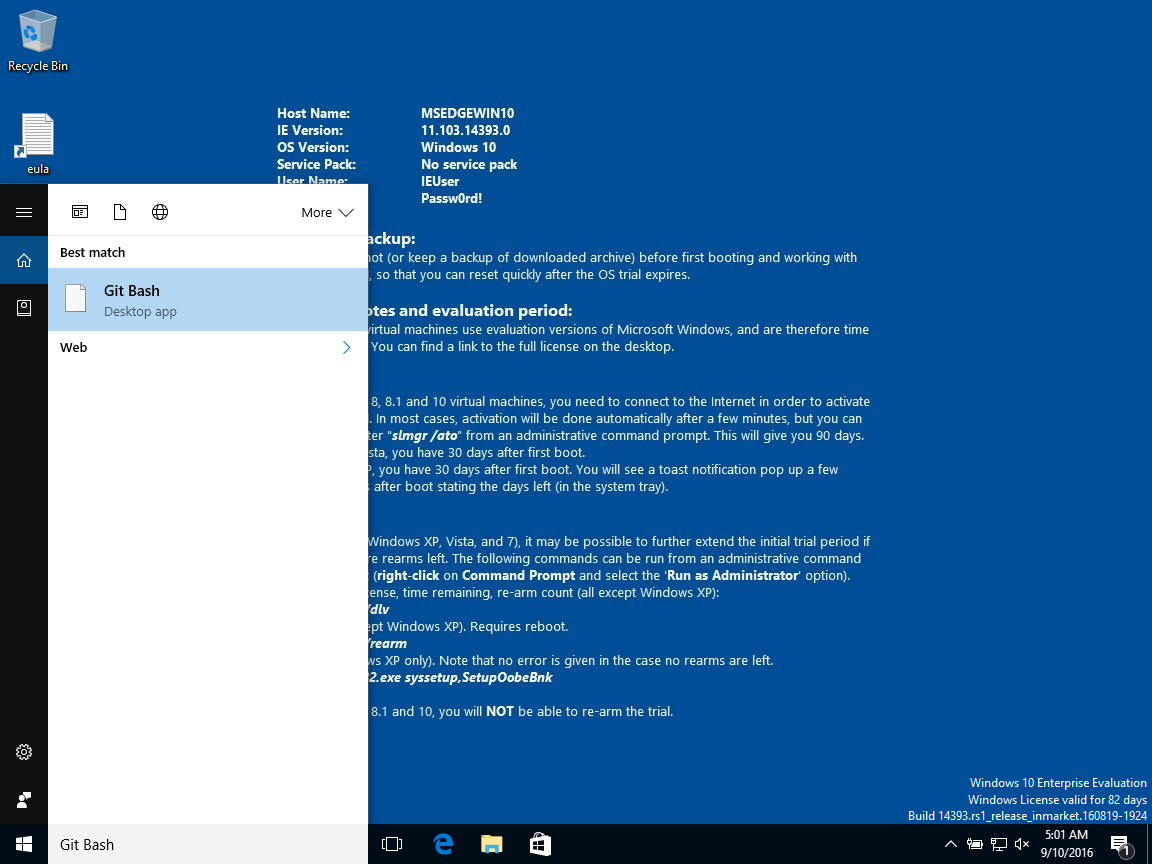 Recycle Bin
eula
Host Name: MSEDGEWIN10
IE Version: 11.103.14393.0
OS Version: Windows 10
Service Pack: No service pack
User Name: IEUser
Passw0rd!
More
Best match
Git Bash
Desktop app
Web
ackup:
not (or keep a backup of downloaded archive) before first booting and working with
, so that you can reset quickly after the OS trial expires.
otes and evaluation period:
virtual machines use evaluation versions of Microsoft Windows, and are therefore time
You can find a link to the full license on the desktop.
8, 8.1 and 10 virtual machines, you need to connect to the Internet in order to activate
. In most cases, activation will be done automatically after a few minutes, but you can
ter "slmgr /ato" from an administrative command prompt. This will give you 90 days.
sta, you have 30 days after first boot.
P, you have 30 days after first boot. You will see a toast notification pop up a few
s after boot stating the days left (in the system tray).
Windows XP, Vista, and 7), it may be possible to further extend the initial trial period if
re rearms left. The following commands can be run from an administrative command
t (right-click on Command Prompt and select the 'Run as Administrator' option).
ense, time remaining, re-arm count (all except Windows XP):
/dlv
ept Windows XP). Requires reboot.
/rearm
ws XP only). Note that no error is given in the case no rearms are left.
32.exe syssetup,SetupOobeBnk
8.1 and 10, you will NOT be able to re-arm the trial.
Windows 10 Enterprise Evaluation
Windows License valid for 82 days
Build 14393.rs1_release_inmarket.160819-1924
Git Bash
5:01 AM
9/10/2016
1